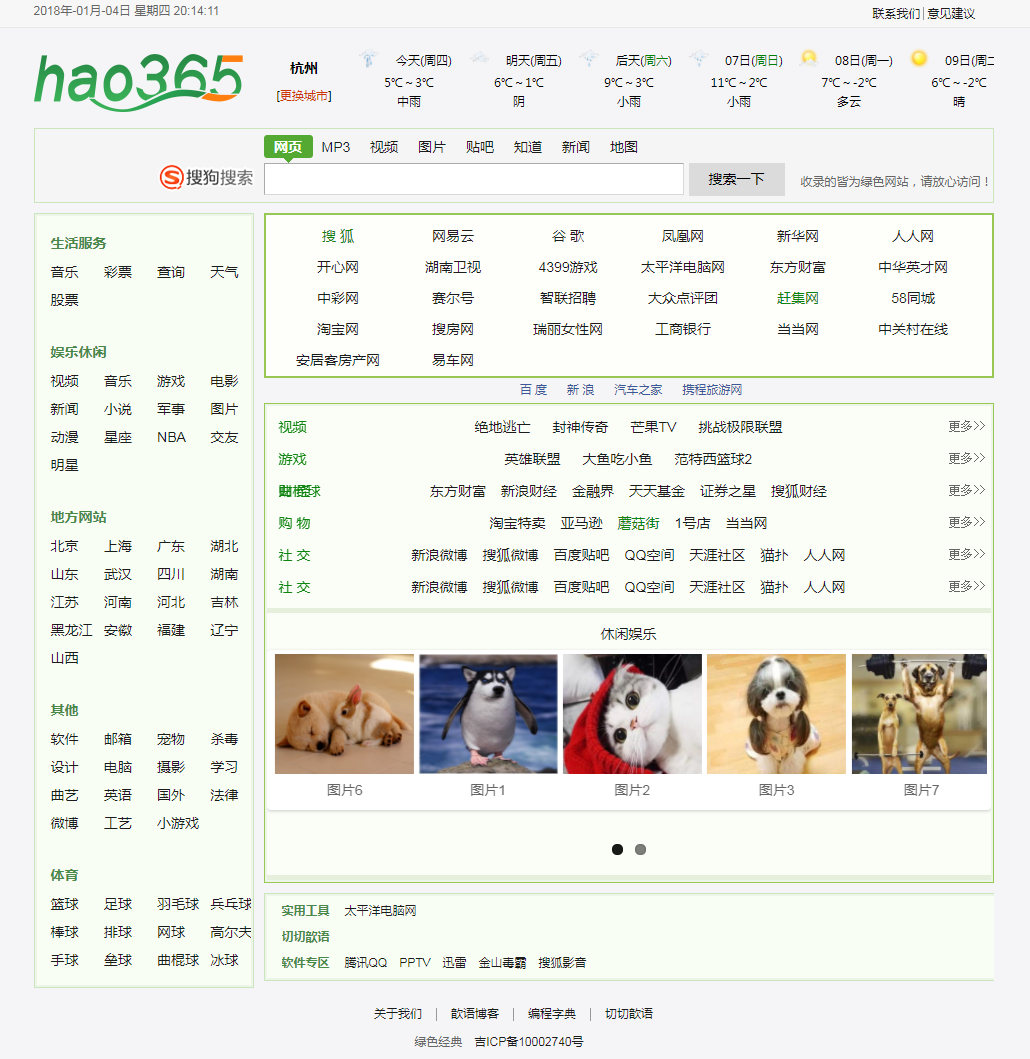 2018年-01月-04日 星期四 20:14:11
联系我们 | 意见建议
hao365
杭州
[更换城市]
今天(周四) 明天(周五) 后天(周六) 07日(周日) 08日(周一) 09日(周二
5℃～3℃ 6℃～1℃ 9℃～3℃ 11℃～2℃ 7℃～-2℃ 6℃～-2℃
中雨 阴 小雨 小雨 多云 晴
网页 MP3 视频 图片 贴吧 知道 新闻 地图
搜狗搜索 搜索一下 收录的皆为绿色网站，请放心访问！
生活服务
音乐 彩票 查询 天气
股票
娱乐休闲
视频 音乐 游戏 电影
新闻 小说 军事 图片
动漫 星座 NBA 交友
明星
地方网站
北京 上海 广东 湖北
山东 武汉 四川 湖南
江苏 河南 河北 吉林
黑龙江 安徽 福建 辽宁
山西
其他
软件 邮箱 宠物 杀毒
设计 电脑 摄影 学习
曲艺 英语 国外 法律
微博 工艺 小游戏
体育
篮球 足球 羽毛球 乒乓球
棒球 排球 网球 高尔夫
手球 垒球 曲棍球 冰球
搜 狐 网易云 谷 歌 凤凰网 新华网 人人网
开心网 湖南卫视 4399游戏 太平洋电脑网 东方财富 中华英才网
中彩网 赛尔号 智联招聘 大众点评团 赶集网 58同城
淘宝网 搜房网 瑞丽女性网 工商银行 当当网 中关村在线
安居客房产网 易车网
百 度 新 浪 汽车之家 携程旅游网
视频 绝地逃亡 封神传奇 芒果TV 挑战极限联盟 更多>>
游戏 英雄联盟 大鱼吃小鱼 范特西篮球2 更多>>
东方财富 新浪财经 金融界 天天基金 证券之星 搜狐财经 更多>>
购 物 淘宝特卖 亚马逊 蘑菇街 1号店 当当网 更多>>
社 交 新浪微博 搜狐微博 百度贴吧 QQ空间 天涯社区 猫扑 人人网 更多>>
社 交 新浪微博 搜狐微博 百度贴吧 QQ空间 天涯社区 猫扑 人人网 更多>>
休闲娱乐
图片6 图片1 图片2 图片3 图片7
实用工具 太平洋电脑网
切切歆语
软件专区 腾讯QQ PPTV 迅雷 金山毒霸 搜狐影音
关于我们 | 歆语博客 | 编程字典 | 切切歆语
绿色经典 吉ICP备10002740号